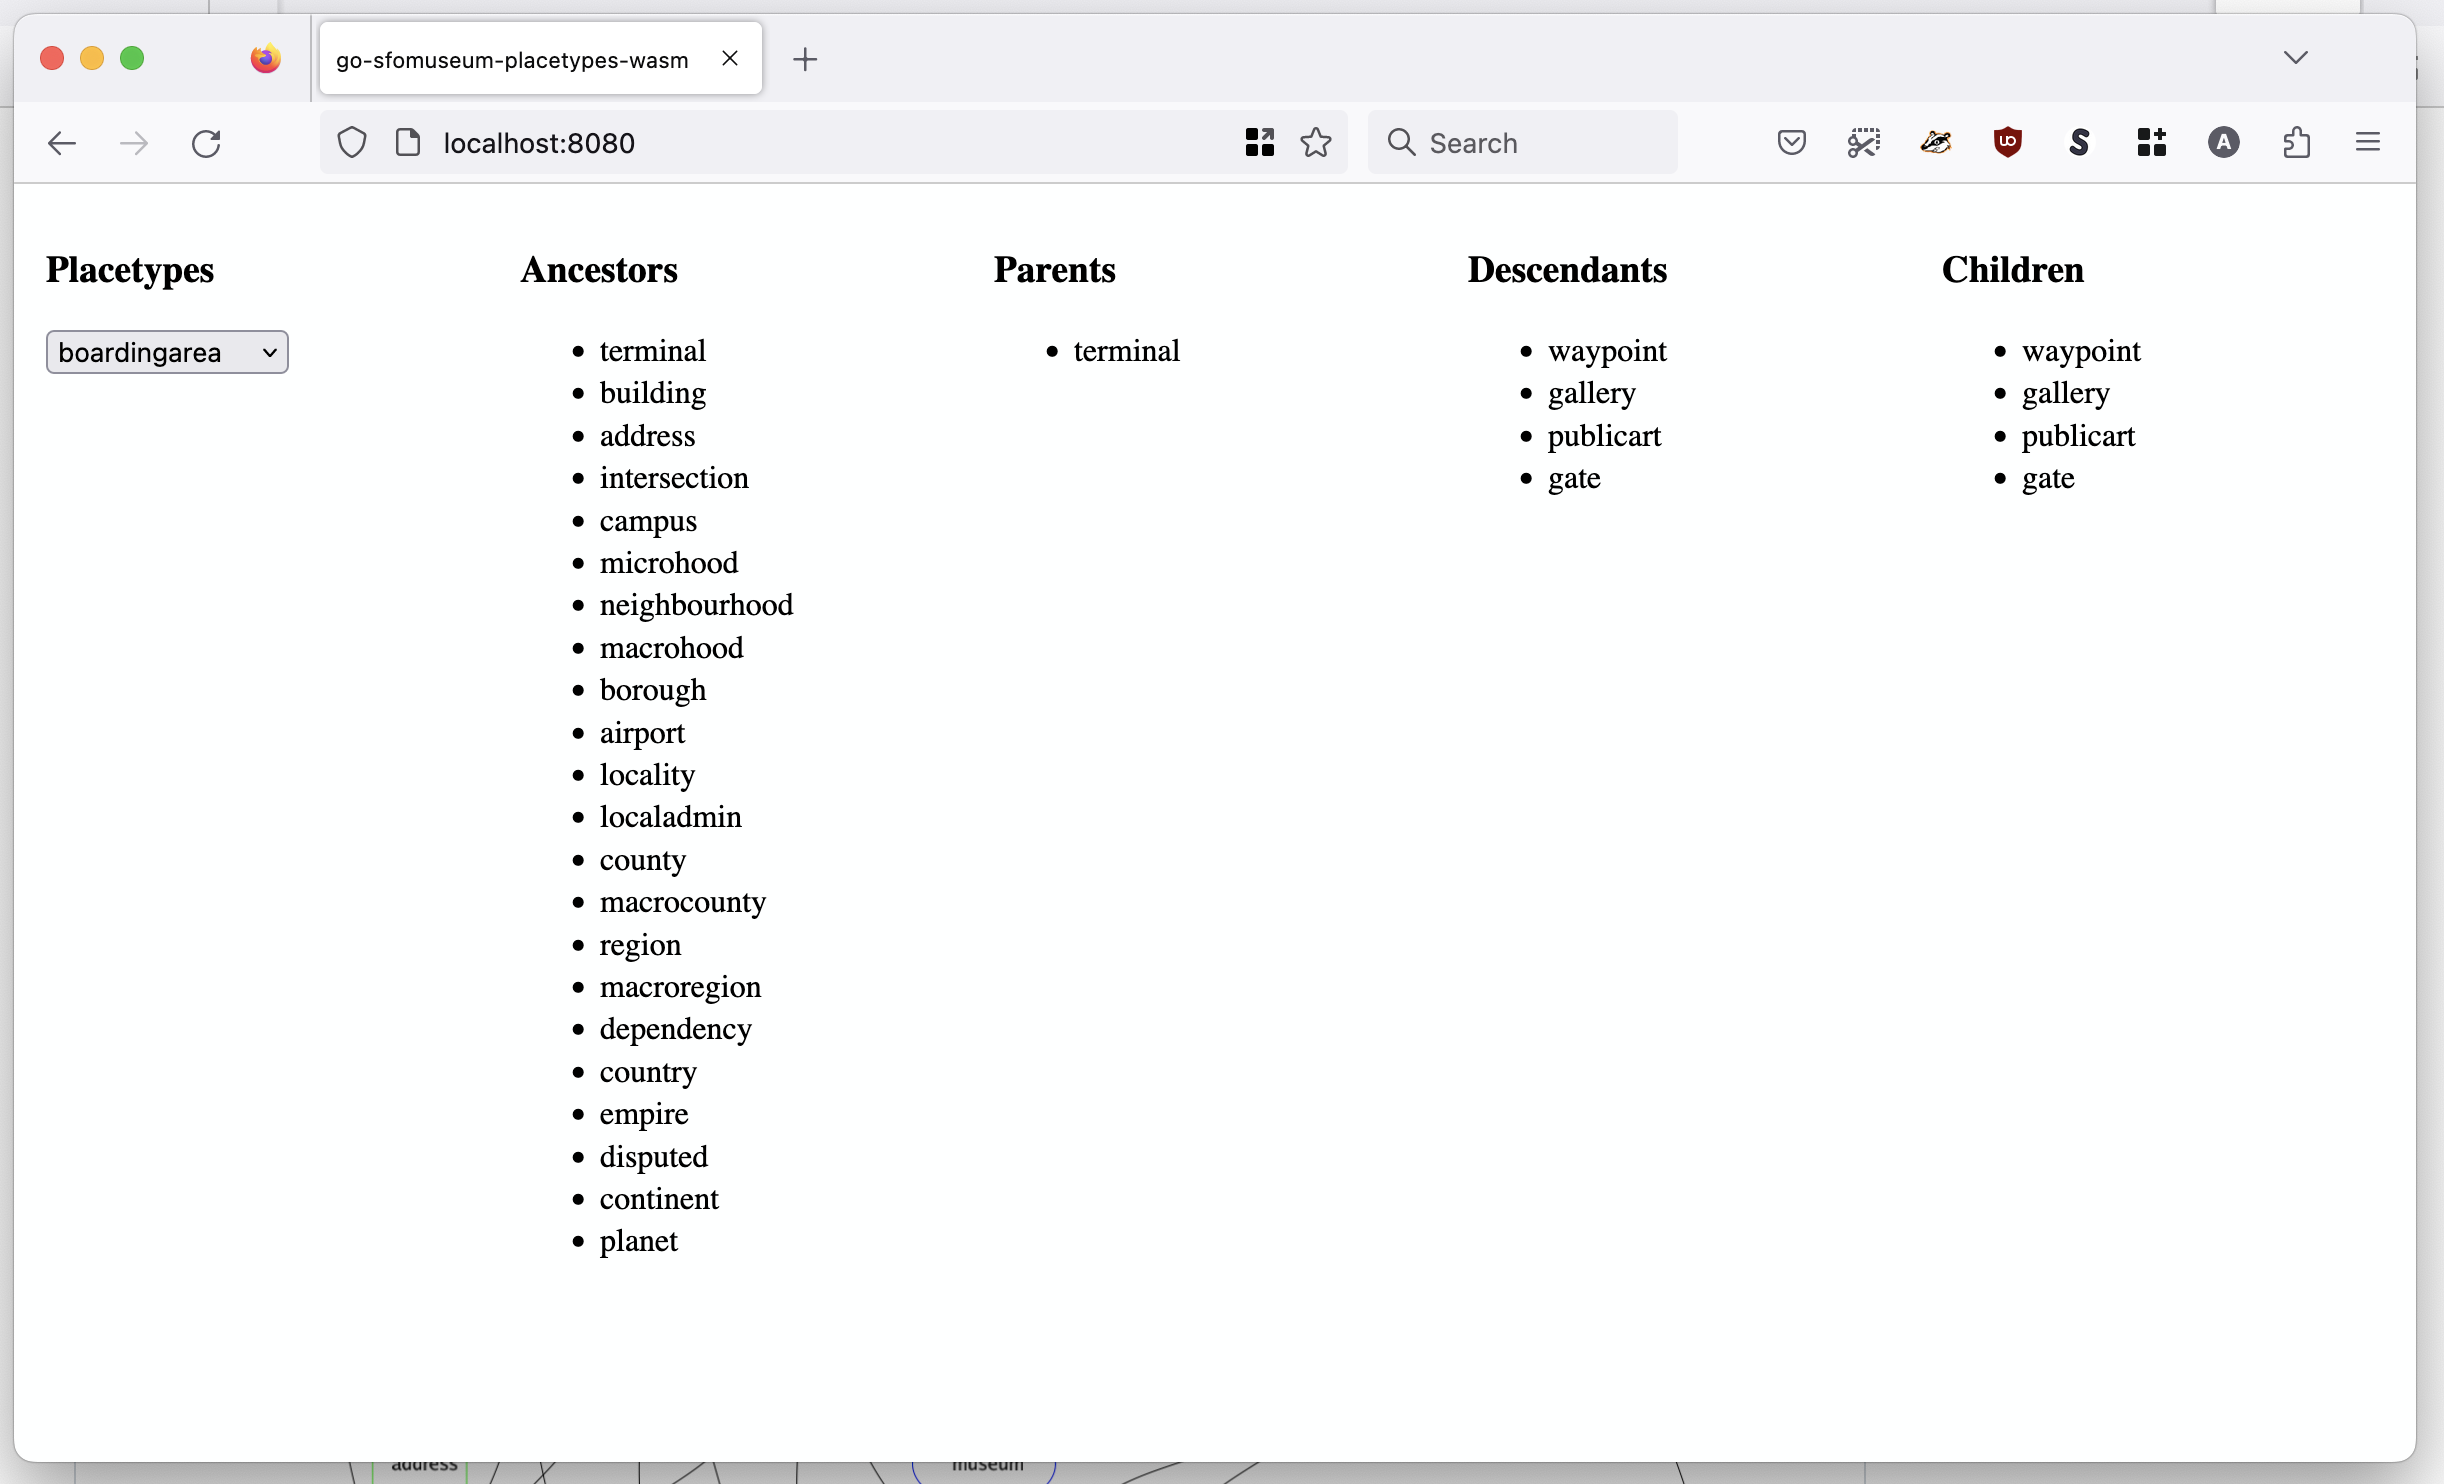 go-sfomuseum-placetypes-wasm
localhost:8080
Search
Placetypes
boardingarea
Ancestors
terminal
building
address
intersection
campus
microhood
neighbourhood
macrohood
borough
airport
locality
localadmin
county
macrocounty
region
macroregion
dependency
country
empire
disputed
continent
planet
Parents
terminal
Descendants
waypoint
gallery
publicart
gate
Children
waypoint
gallery
publicart
gate
address
museum